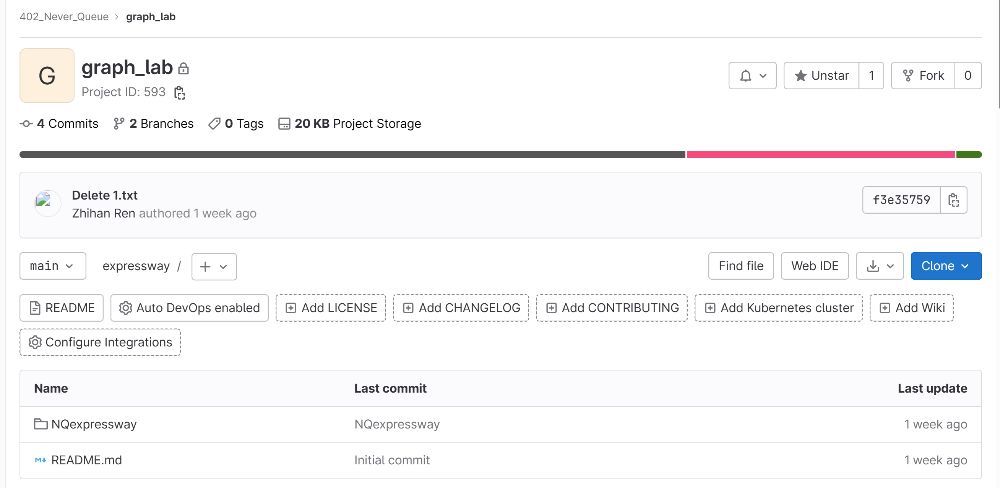 402_Never_Queue > graph_lab
G
graph_lab
Project ID: 593
Unstar 1
Fork 0
4 Commits 2 Branches 0 Tags 20 KB Project Storage
Delete 1.txt
Zhihan Ren authored 1 week ago
f3e35759
main expressway / +
Find file Web IDE Clone
README Auto DevOps enabled Add LICENSE Add CHANGELOG Add CONTRIBUTING Add Kubernetes cluster Add Wiki
Configure Integrations
Name Last commit Last update
NQexpressway NQexpressway 1 week ago
M README.md Initial commit 1 week ago